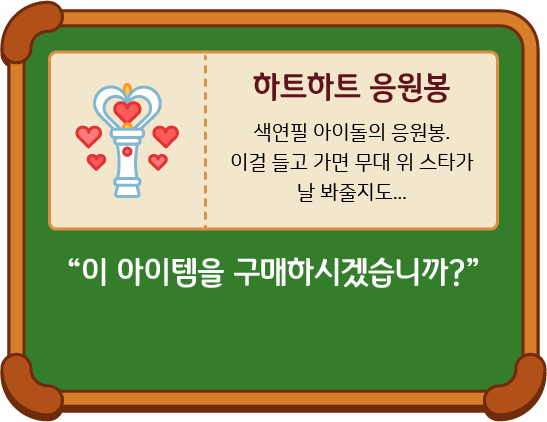 하트하트 응원봉
색연필 아이돌의 응원봉.
이걸 들고 가면 무대 위 스타가
날 봐줄지도...
“이 아이템을 구매하시겠습니까?”